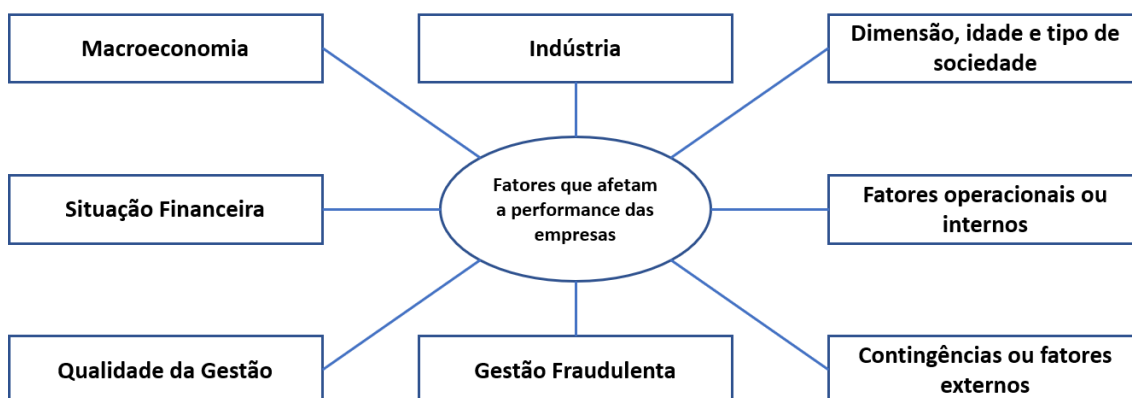 Macroeconomia
Indústria
Dimensão, idade e tipo de
sociedade
Situação Financeira
Fatores que afetam
a performance das
empresas
Fatores operacionais ou
internos
Qualidade da Gestão
Gestão Fraudulenta
Contingências ou fatores
externos